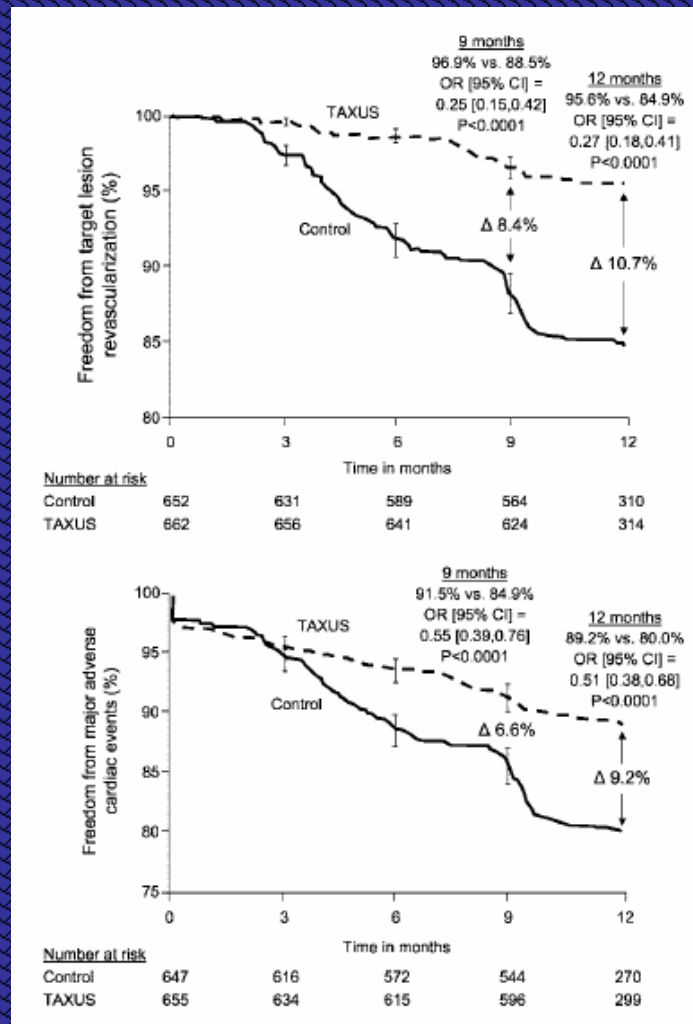 9 months
96.9% vs. 88.5%
OR [95% CI] =
0.25 [0.15,0.42]
P<0.0001
12 months
95.6% vs. 84.9%
OR [95% CI] =
0.27 [0.18,0.41]
P<0.0001
TAXUS
Control
Δ 8.4%
Δ 10.7%
Freedom from target lesion
revascularization (%)
100
95
90
85
80
0 3 6 9 12
Time in months
Number at risk
Control 652 631 589 564 310
TAXUS 662 656 641 624 314
9 months
91.5% vs. 84.9%
OR [95% CI] =
0.55 [0.39,0.76]
P<0.0001
12 months
89.2% vs. 80.0%
OR [95% CI] =
0.51 [0.38,0.68]
P<0.0001
TAXUS
Control
Δ 6.6%
Δ 9.2%
Freedom from major adverse
cardiac events (%)
100
95
90
85
80
75
0 3 6 9 12
Time in months
Number at risk
Control 647 616 572 544 270
TAXUS 655 634 615 596 299